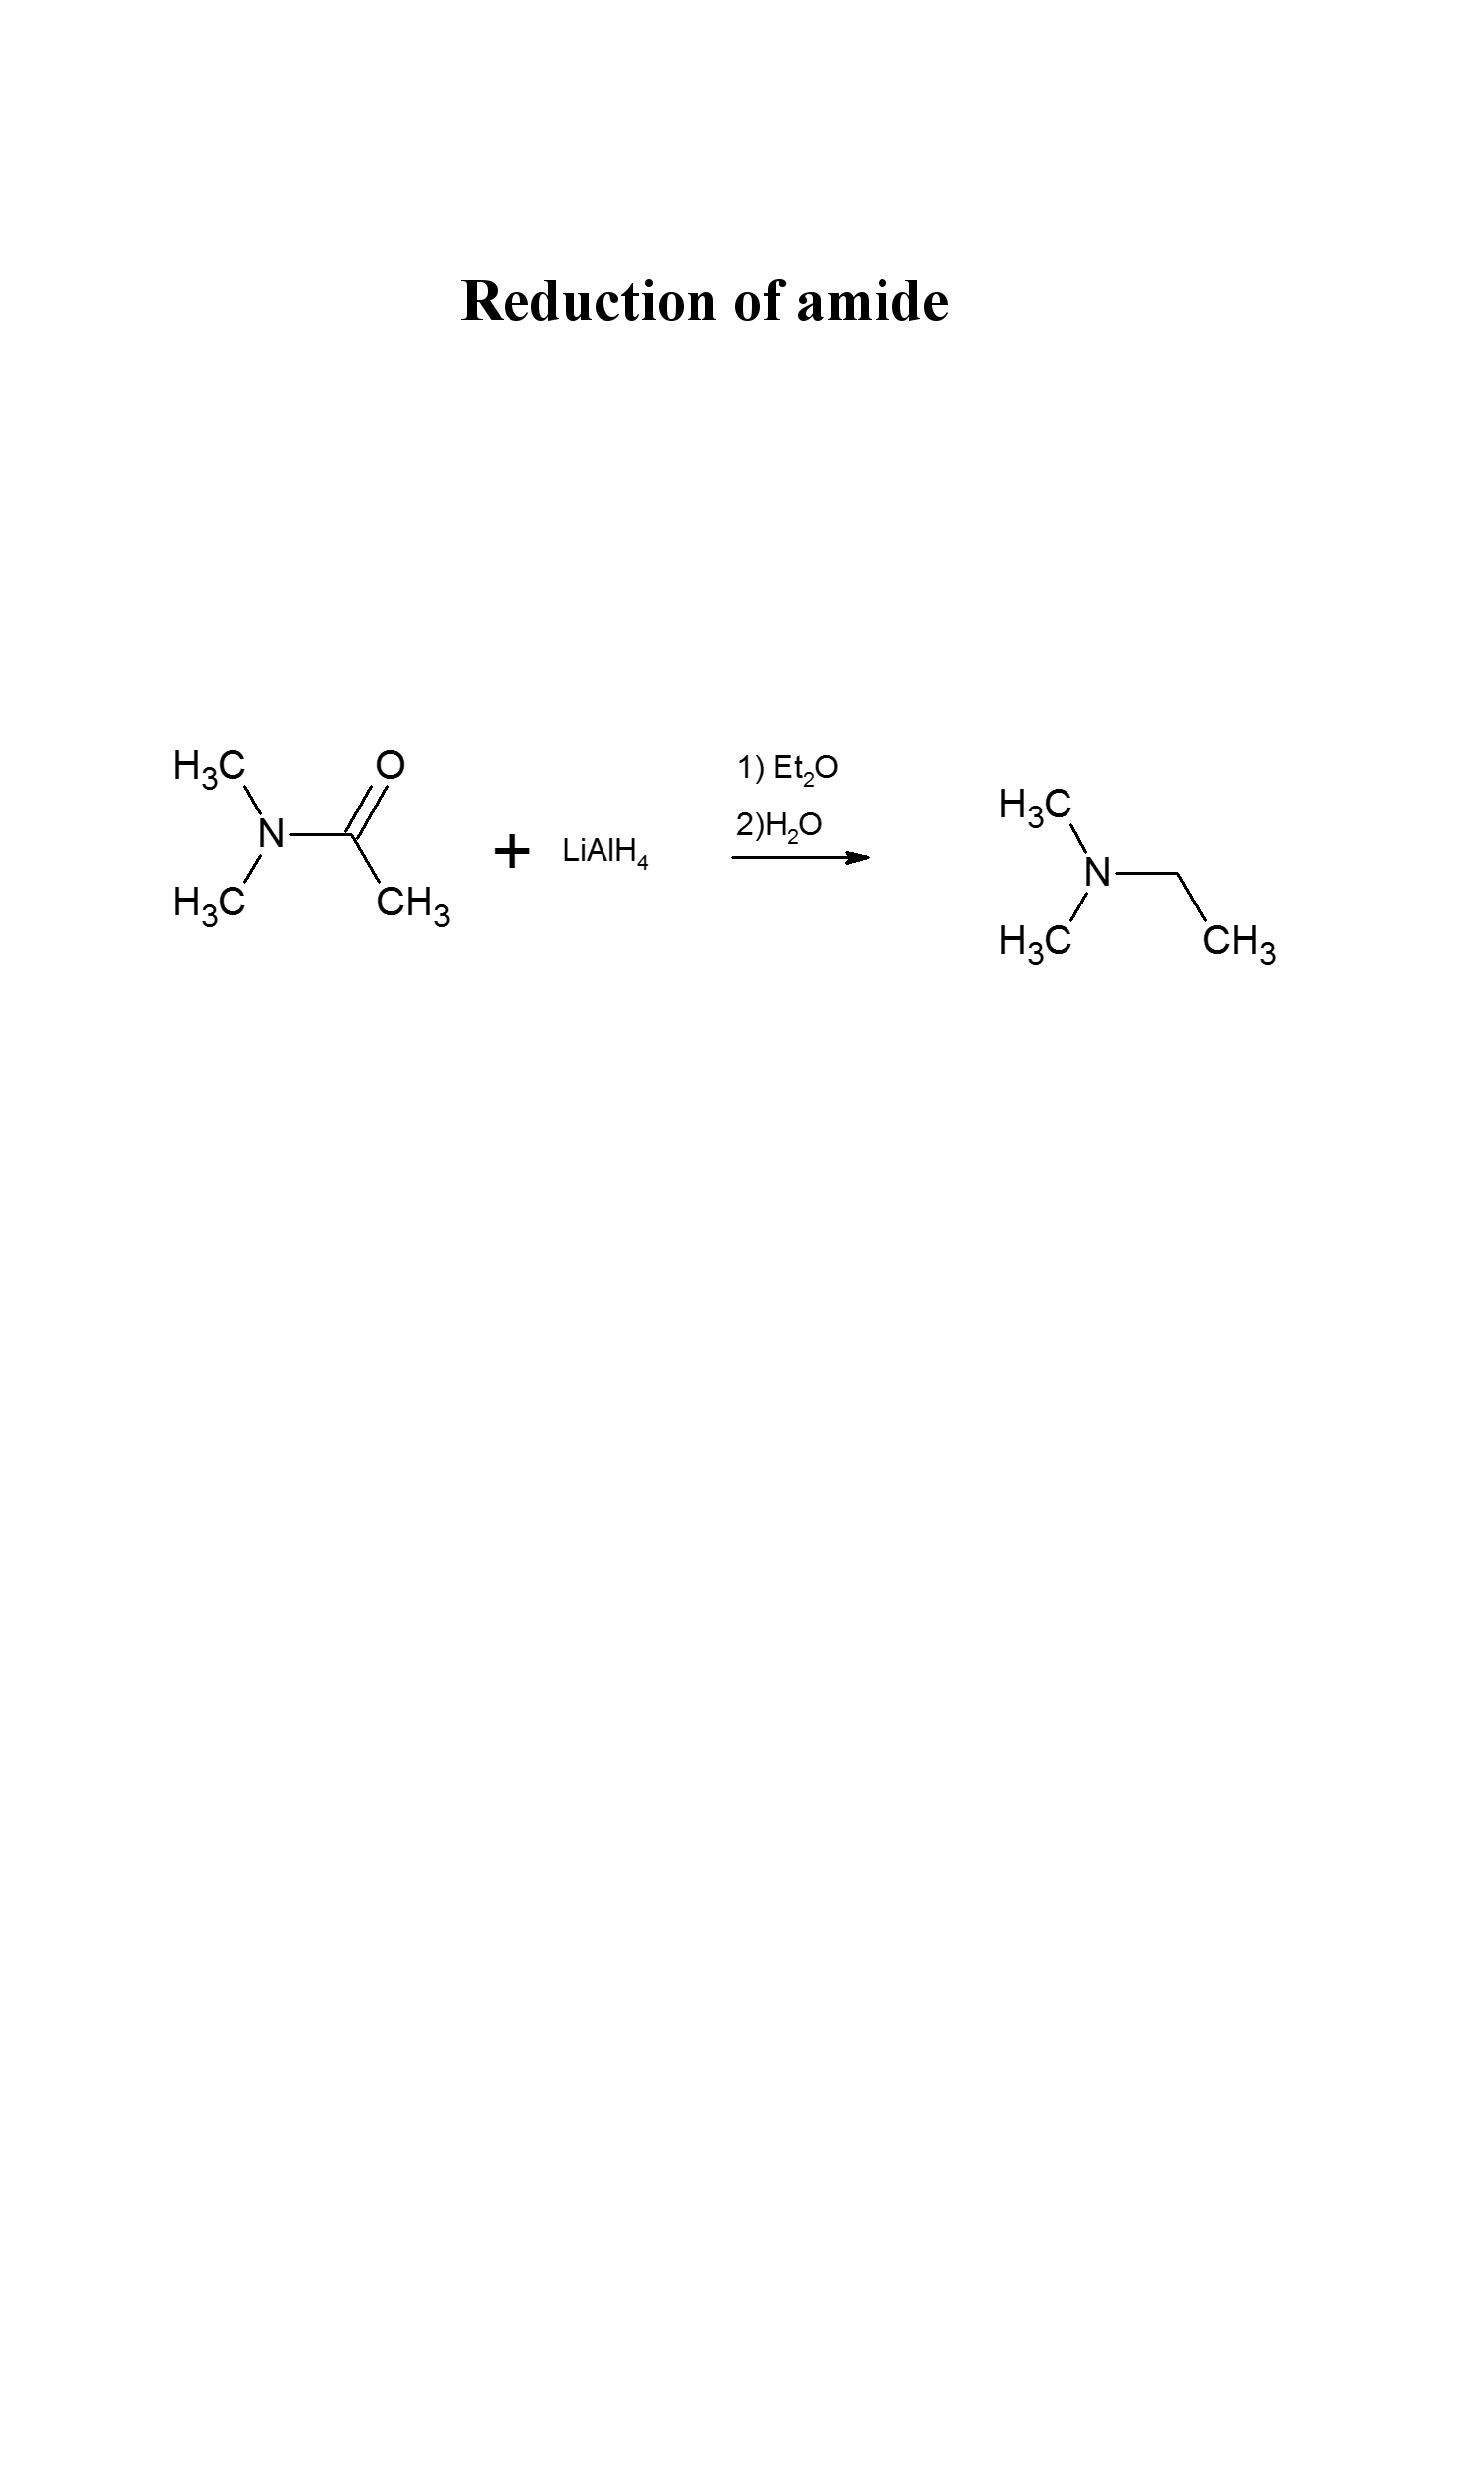 Reduction of amide
H3C
O
N
H3C
CH3
+
LiAlH4
1) Et2O
2)H2O
H3C
N
H3C
CH3